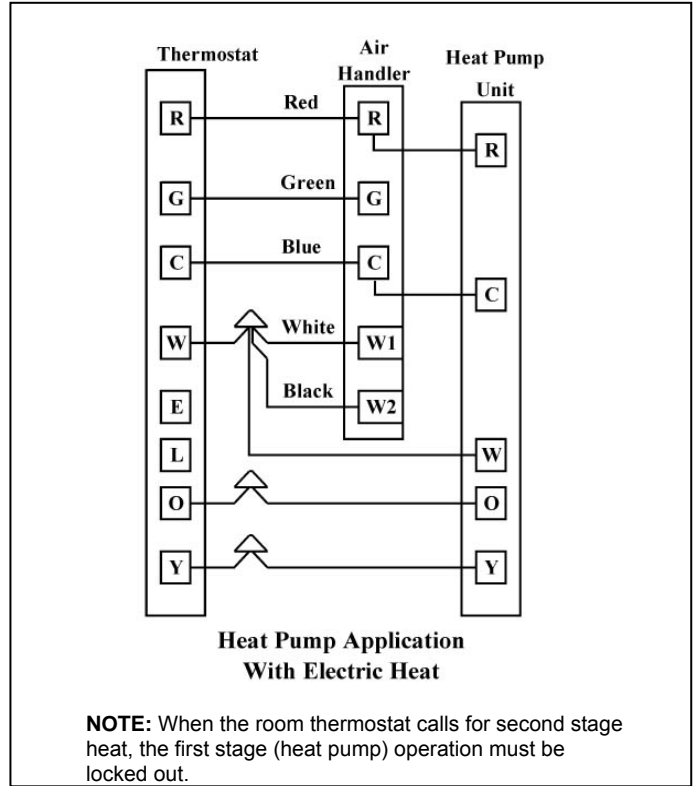 Thermostat
Air
Handler
Heat Pump
Unit
Red
R
R
R
Green
G
G
Blue
C
C
C
White
W
W1
Black
E
W2
L
W
O
O
Y
Y
Heat Pump Application
With Electric Heat
NOTE: When the room thermostat calls for second stage
heat, the first stage (heat pump) operation must be
locked out.